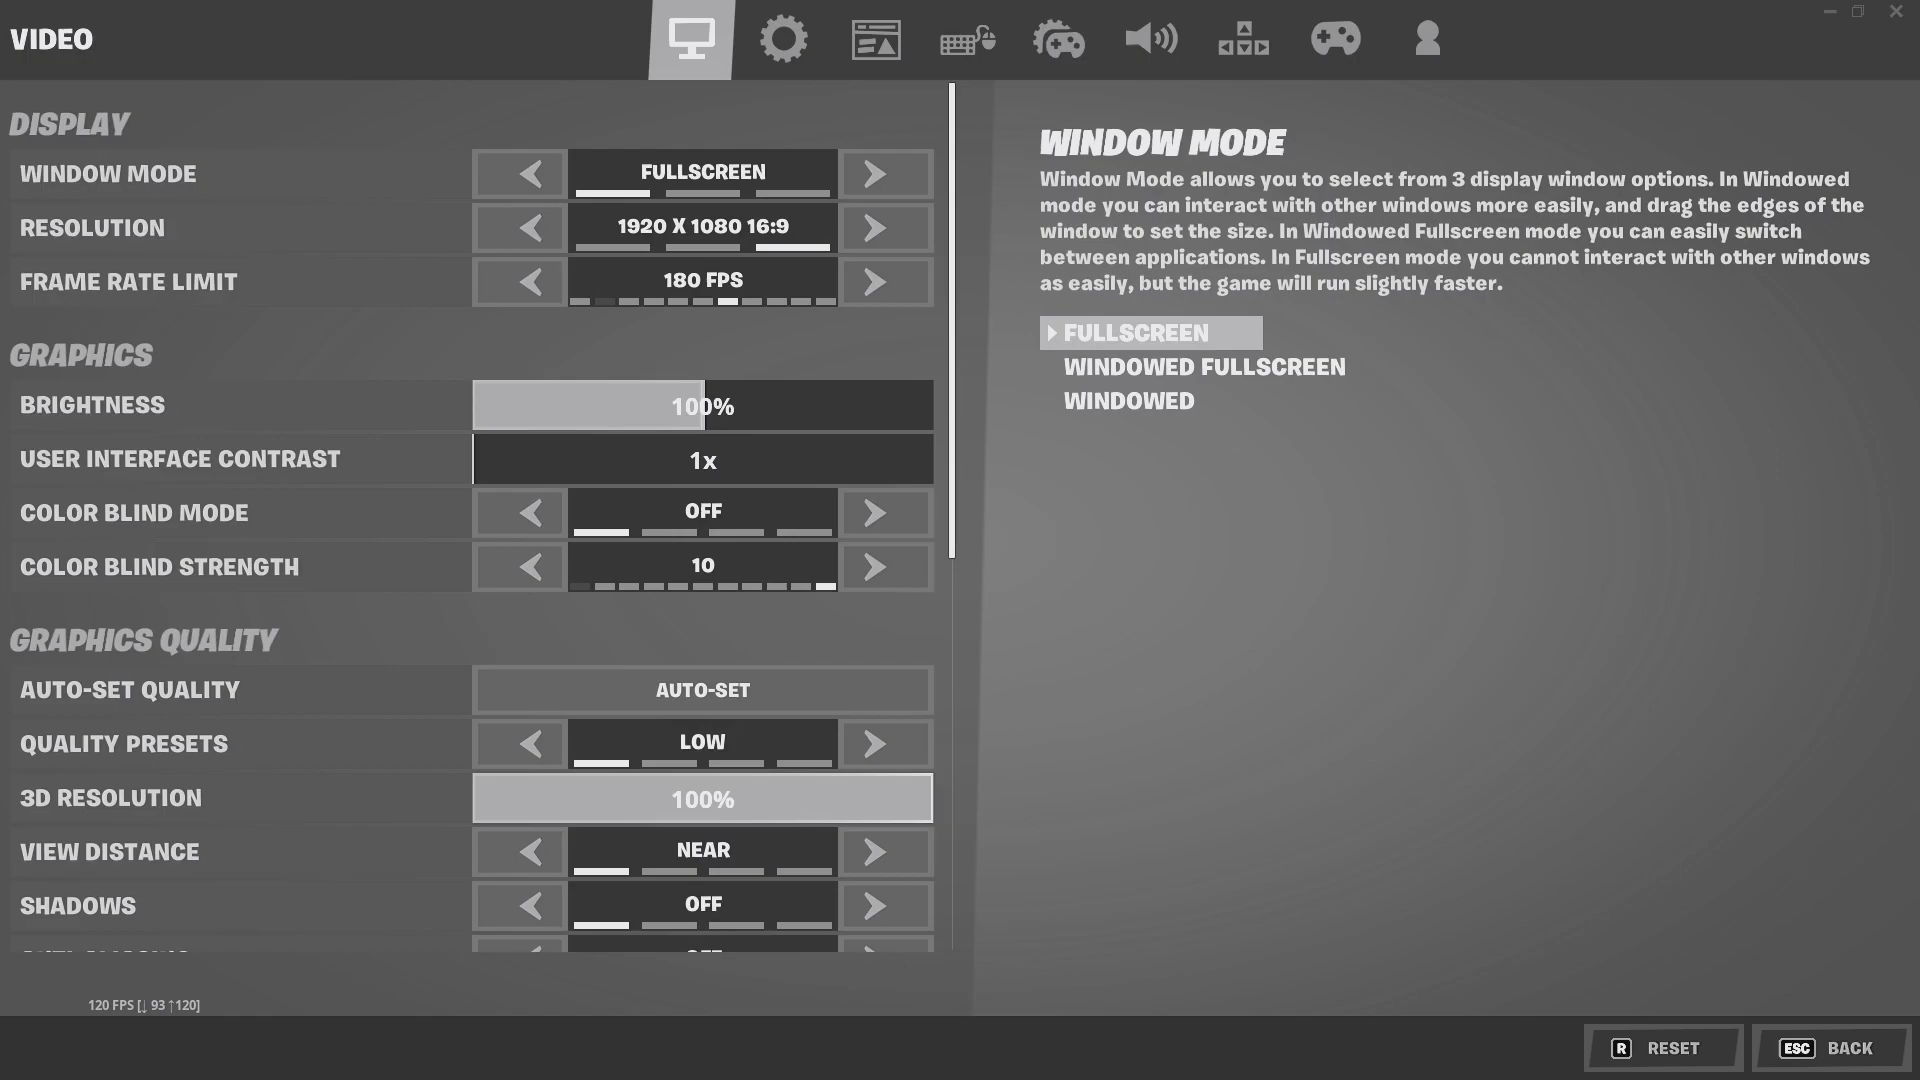 VIDEO
DISPLAY
WINDOW MODE
FULLSCREEN
RESOLUTION
1920 X 1080 16:9
FRAME RATE LIMIT
180 FPS
GRAPHICS
BRIGHTNESS
100%
USER INTERFACE CONTRAST
1x
COLOR BLIND MODE
OFF
COLOR BLIND STRENGTH
10
GRAPHICS QUALITY
AUTO-SET QUALITY
AUTO-SET
QUALITY PRESETS
LOW
3D RESOLUTION
100%
VIEW DISTANCE
NEAR
SHADOWS
OFF
WINDOW MODE
Window Mode allows you to select from 3 display window options. In Windowed
mode you can interact with other windows more easily, and drag the edges of the
window to set the size. In Windowed Fullscreen mode you can easily switch
between applications. In Fullscreen mode you cannot interact with other windows
as easily, but the game will run slightly faster.
FULLSCREEN
WINDOWED FULLSCREEN
WINDOWED
120 FPS [↓ 93 ↑120]
R RESET
ESC BACK